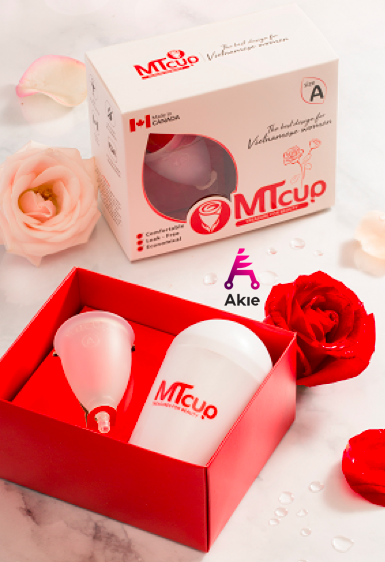 MTcup
The best design for
Vietnamese women
SIZE
A
Made in
CANADA
The best design for
Vietnamese women
MTcup
Comfortable
Leak - Free
Economical
Akie
MTcup